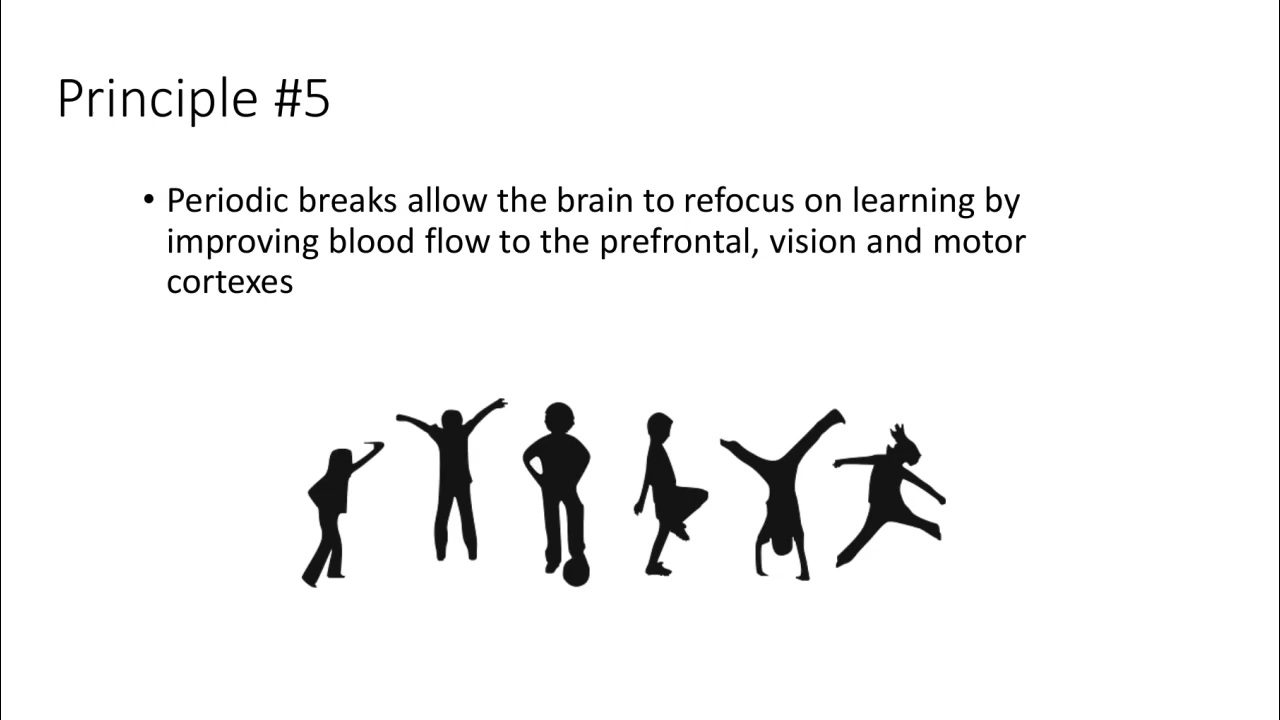 Principle #5
• Periodic breaks allow the brain to refocus on learning by
improving blood flow to the prefrontal, vision and motor
cortexes